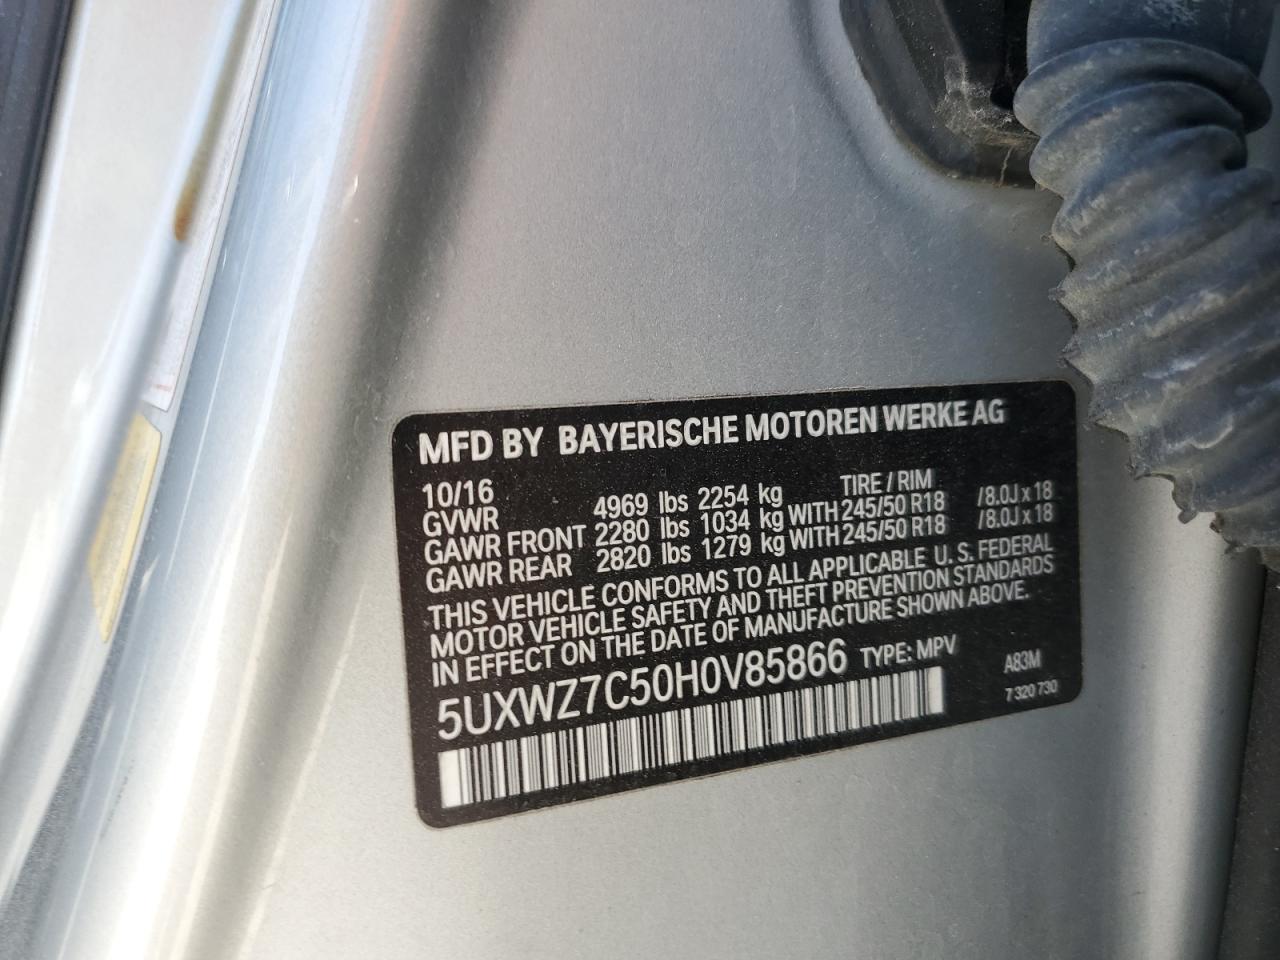 MFD BY BAYERISCHE MOTOREN WERKE AG
10/16 TIRE / RIM
GVWR 4969 lbs 2254 kg
GAWR FRONT 2280 lbs 1034 kg WITH 245/50 R18 /8.0J x 18
GAWR REAR 2820 lbs 1279 kg WITH 245/50 R18 /8.0J x 18
THIS VEHICLE CONFORMS TO ALL APPLICABLE U. S. FEDERAL
MOTOR VEHICLE SAFETY AND THEFT PREVENTION STANDARDS
IN EFFECT ON THE DATE OF MANUFACTURE SHOWN ABOVE.
5UXWZ7C50H0V85866 TYPE: MPV A83M
7 320 730